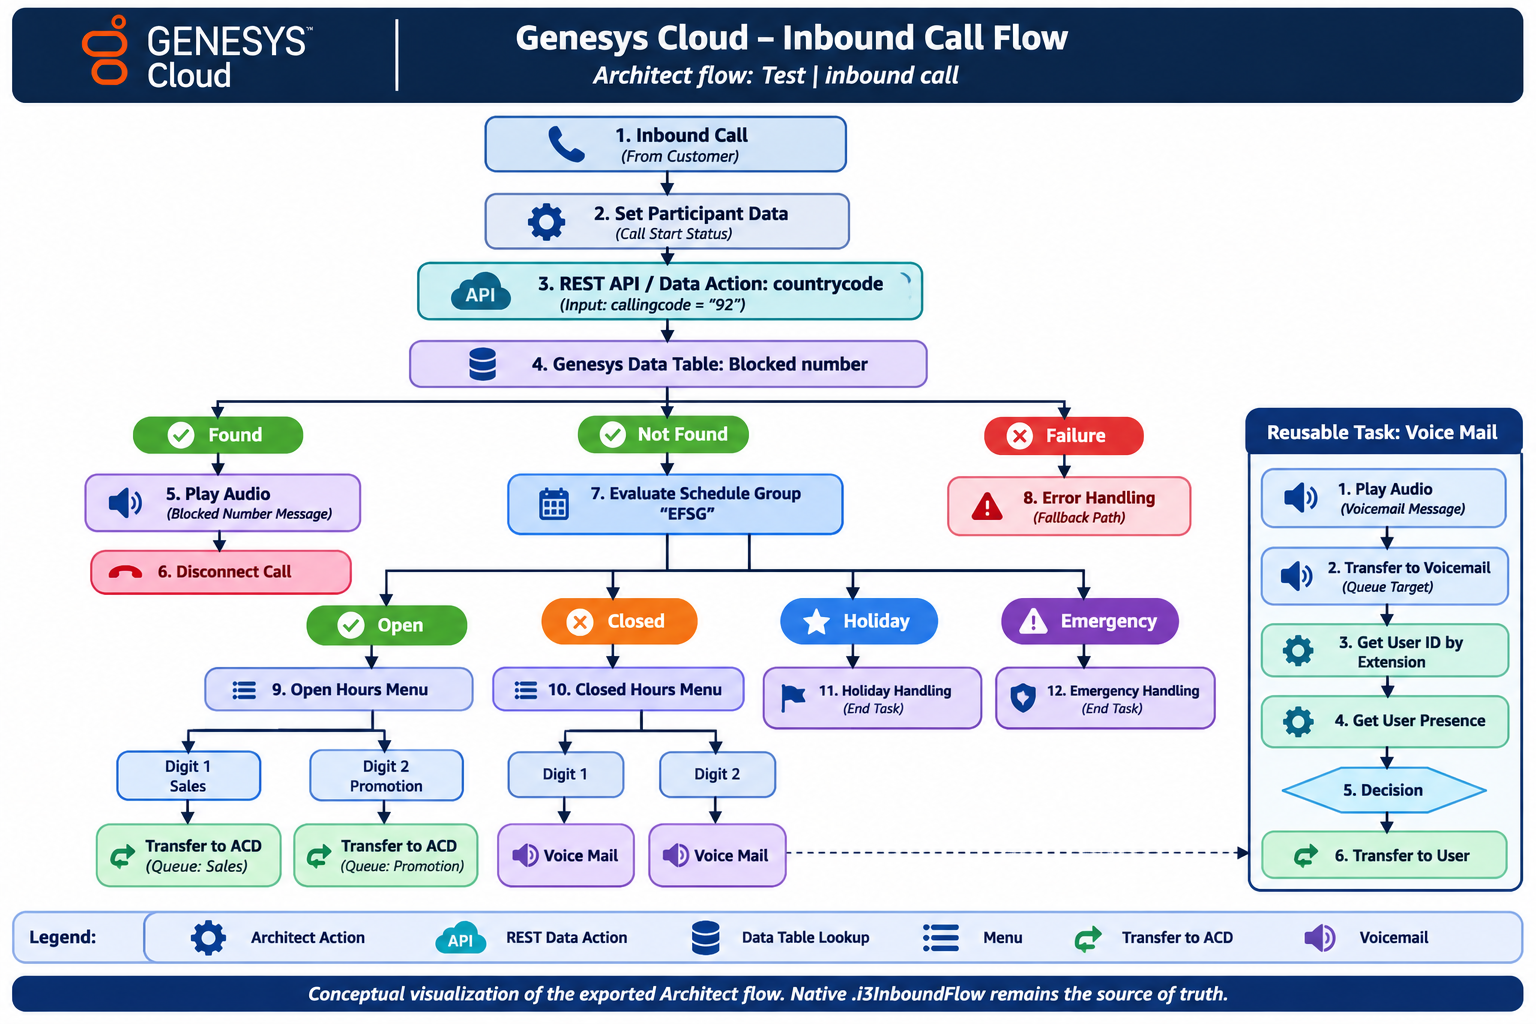 GENESYS™
Cloud
Genesys Cloud – Inbound Call Flow
Architect flow: Test | inbound call
1. Inbound Call
(From Customer)
2. Set Participant Data
(Call Start Status)
API
3. REST API / Data Action: countrycode
(Input: callingcode = “92”)
4. Genesys Data Table: Blocked number
Found
Not Found
Failure
5. Play Audio
(Blocked Number Message)
7. Evaluate Schedule Group
“EFSG”
8. Error Handling
(Fallback Path)
6. Disconnect Call
Open
Closed
Holiday
Emergency
9. Open Hours Menu
10. Closed Hours Menu
11. Holiday Handling
(End Task)
12. Emergency Handling
(End Task)
Digit 1
Sales
Digit 2
Promotion
Digit 1
Digit 2
Transfer to ACD
(Queue: Sales)
Transfer to ACD
(Queue: Promotion)
Voice Mail
Voice Mail
Reusable Task: Voice Mail
1. Play Audio
(Voicemail Message)
2. Transfer to Voicemail
(Queue Target)
3. Get User ID by
Extension
4. Get User Presence
5. Decision
6. Transfer to User
Legend:
Architect Action
API
REST Data Action
Data Table Lookup
Menu
Transfer to ACD
Voicemail
Conceptual visualization of the exported Architect flow. Native .i3InboundFlow remains the source of truth.